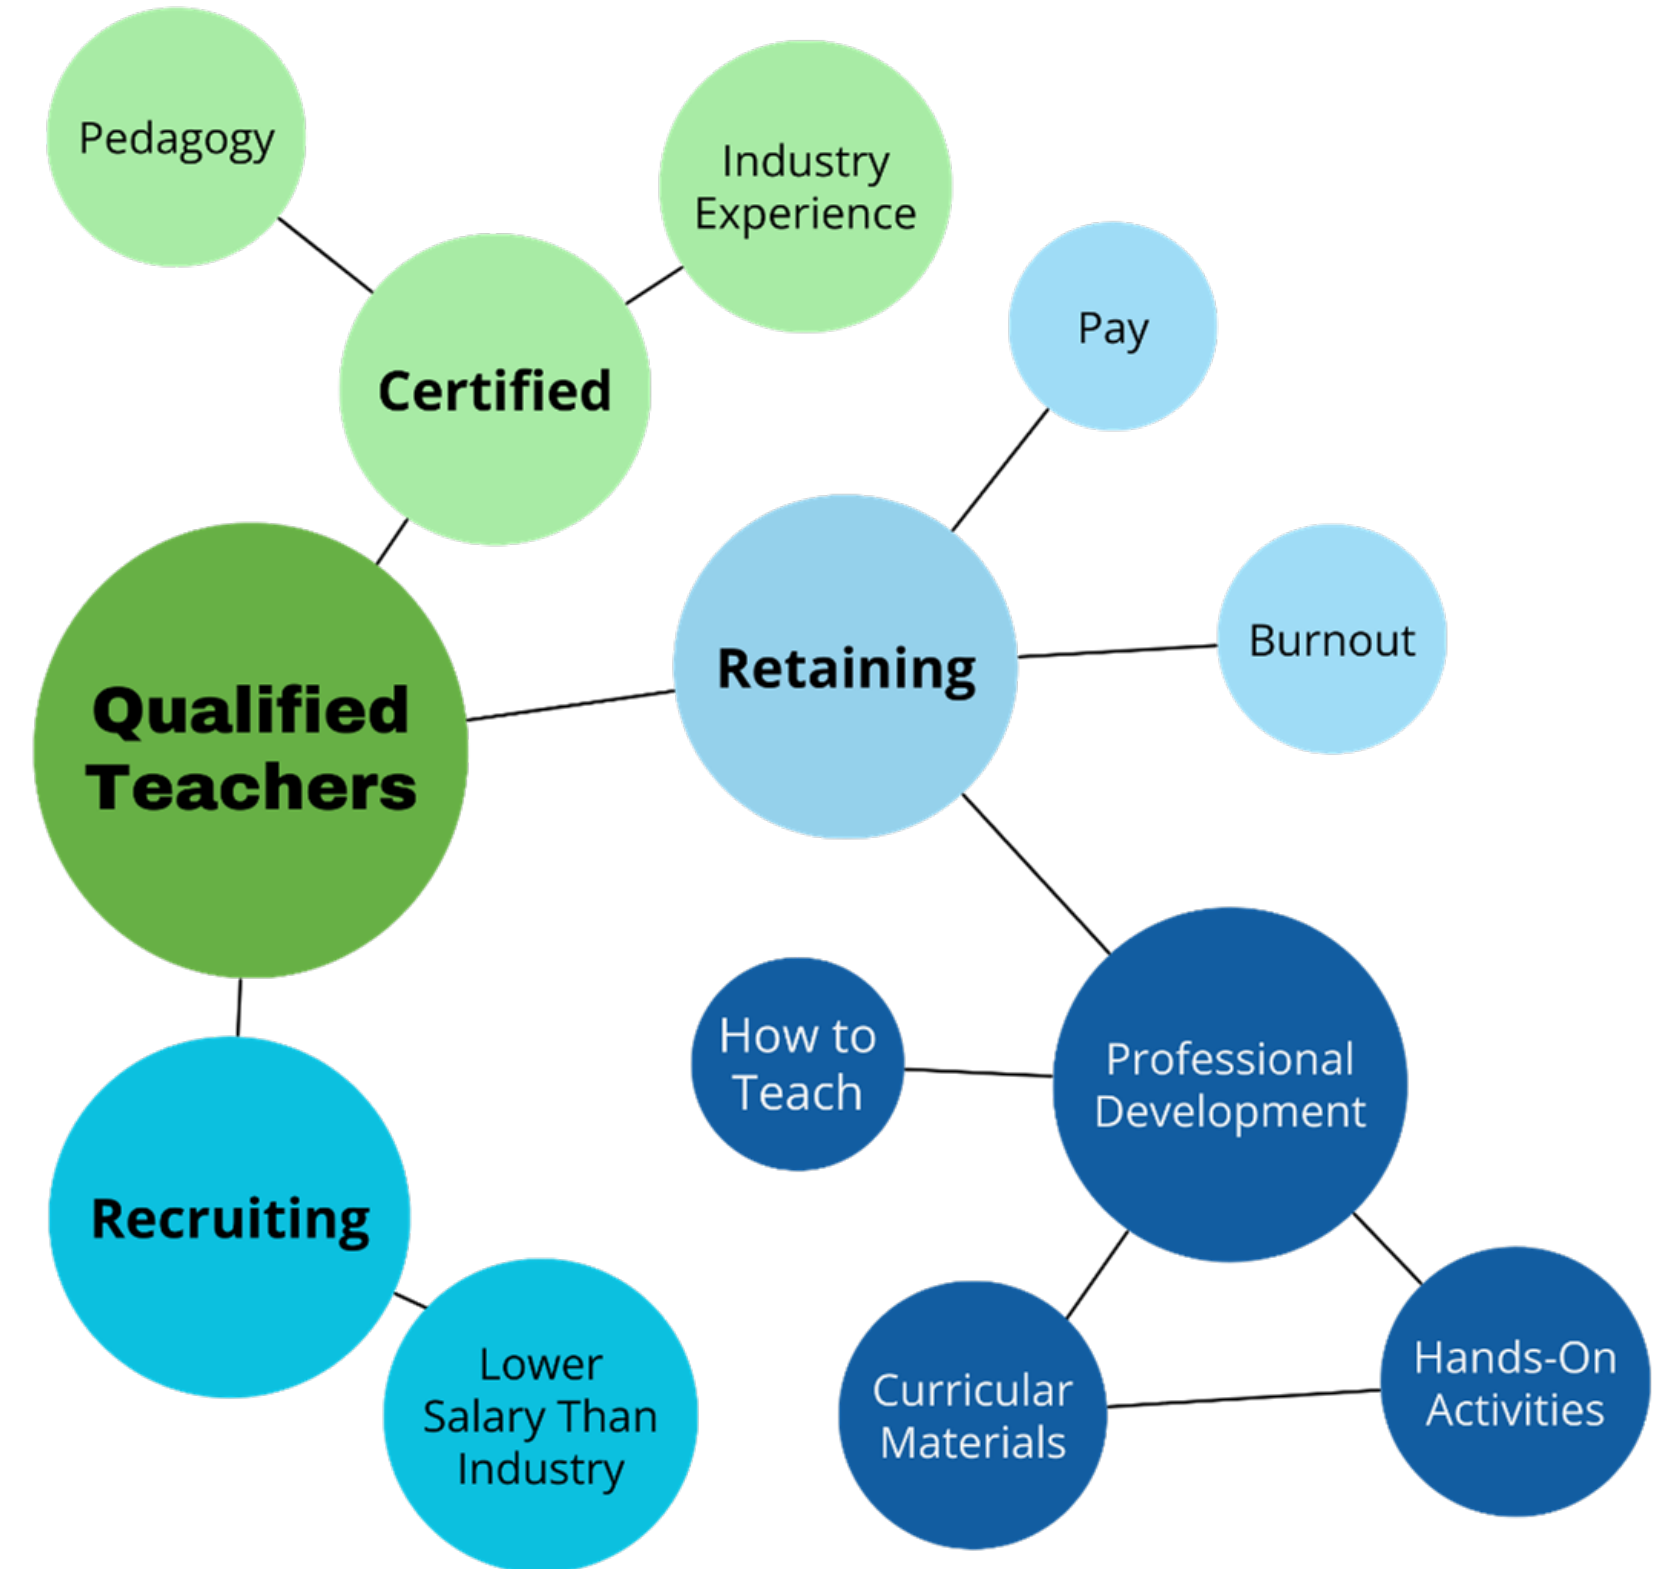 Pedagogy
Industry
Experience
Certified
Pay
Burnout
Retaining
Qualified
Teachers
How to
Teach
Professional
Development
Recruiting
Lower
Salary Than
Industry
Curricular
Materials
Hands-On
Activities